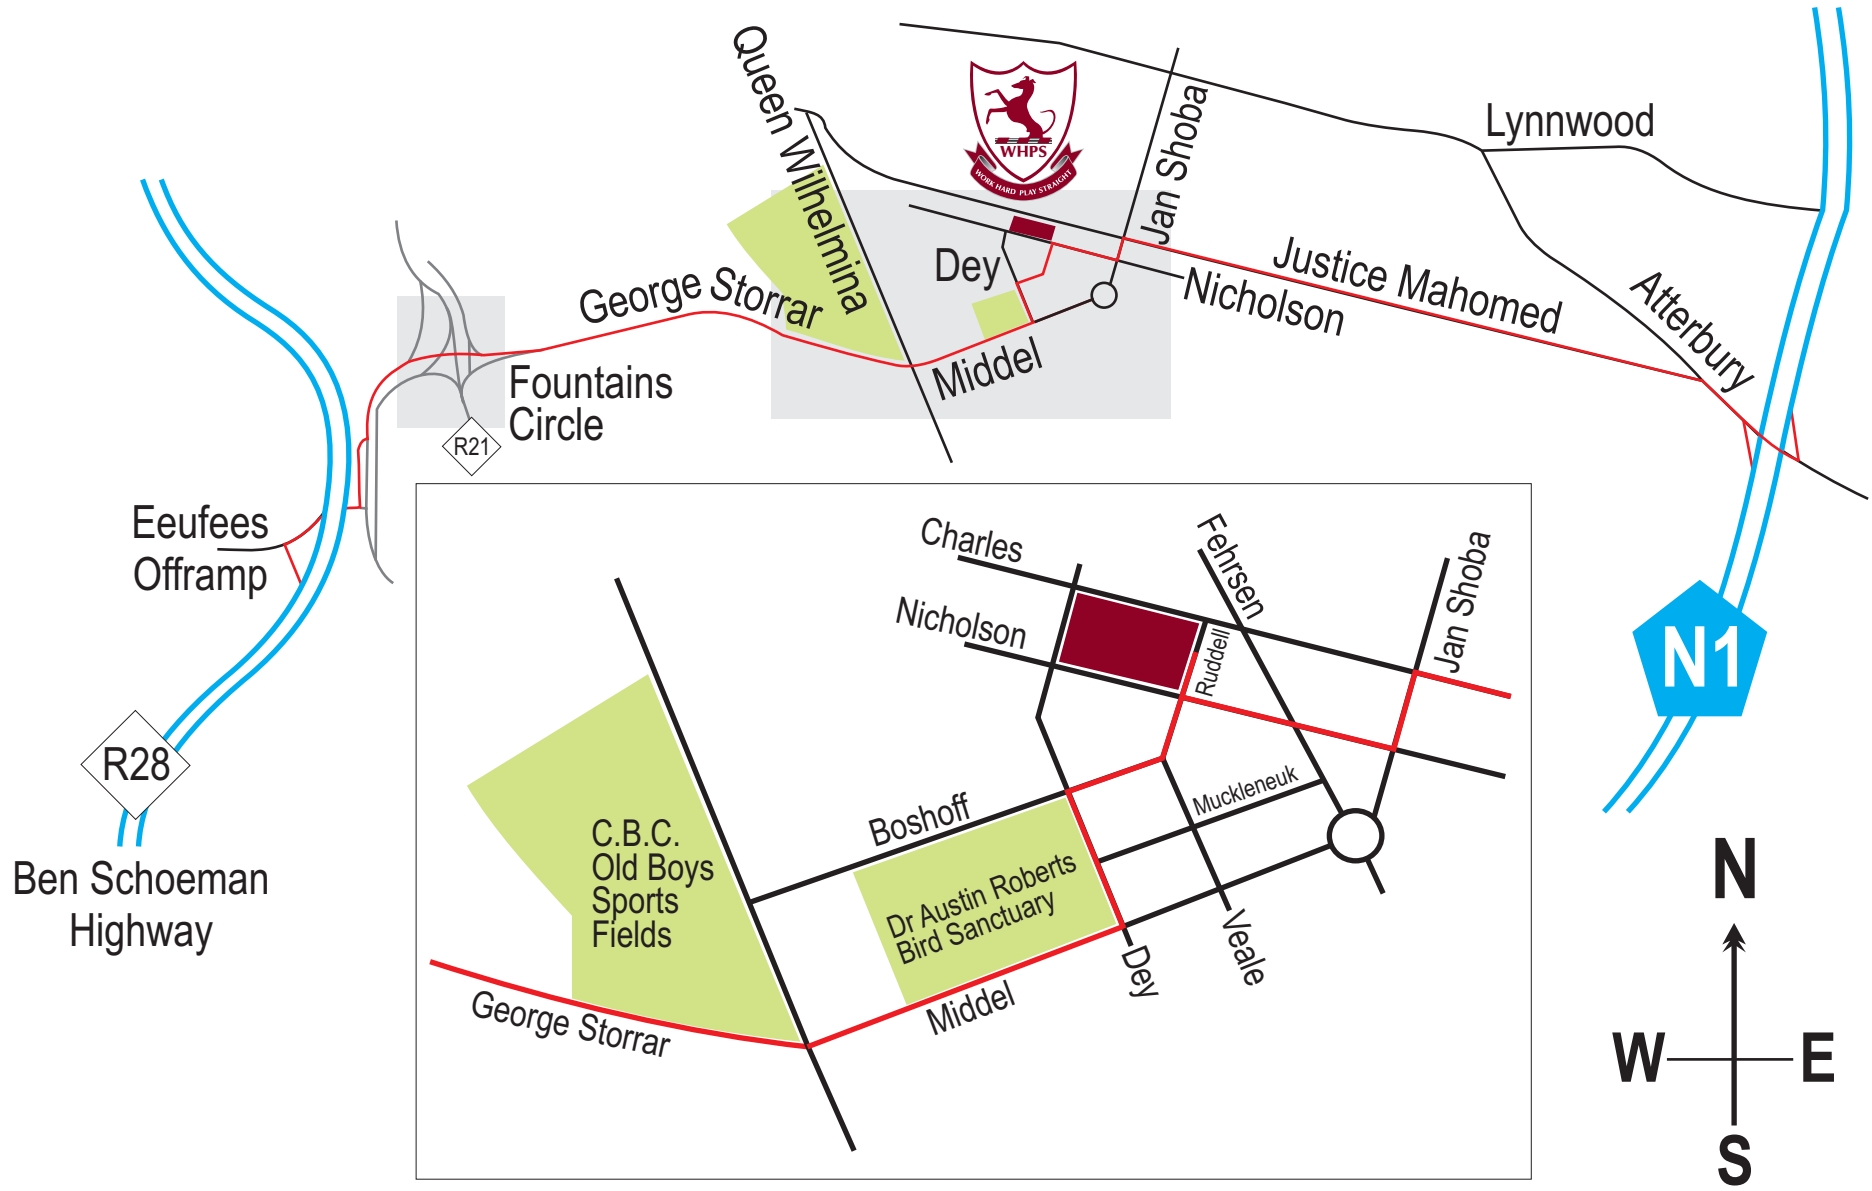 Queen Wilhelmina
WHPS
WORK HARD PLAY STRAIGHT
Jan Shoba
Lynnwood
Dey
George Storrar
Justice Mahomed
Nicholson
Atterbury
Middel
Fountains
Circle
R21
Eeufees
Offramp
R28
Ben Schoeman
Highway
Charles
Fehrsen
Jan Shoba
Nicholson
Ruddell
N1
Muckleneuk
Boshoff
C.B.C.
Old Boys
Sports
Fields
Dr Austin Roberts
Bird Sanctuary
Veale
Dey
Middel
George Storrar
N
W
E
S